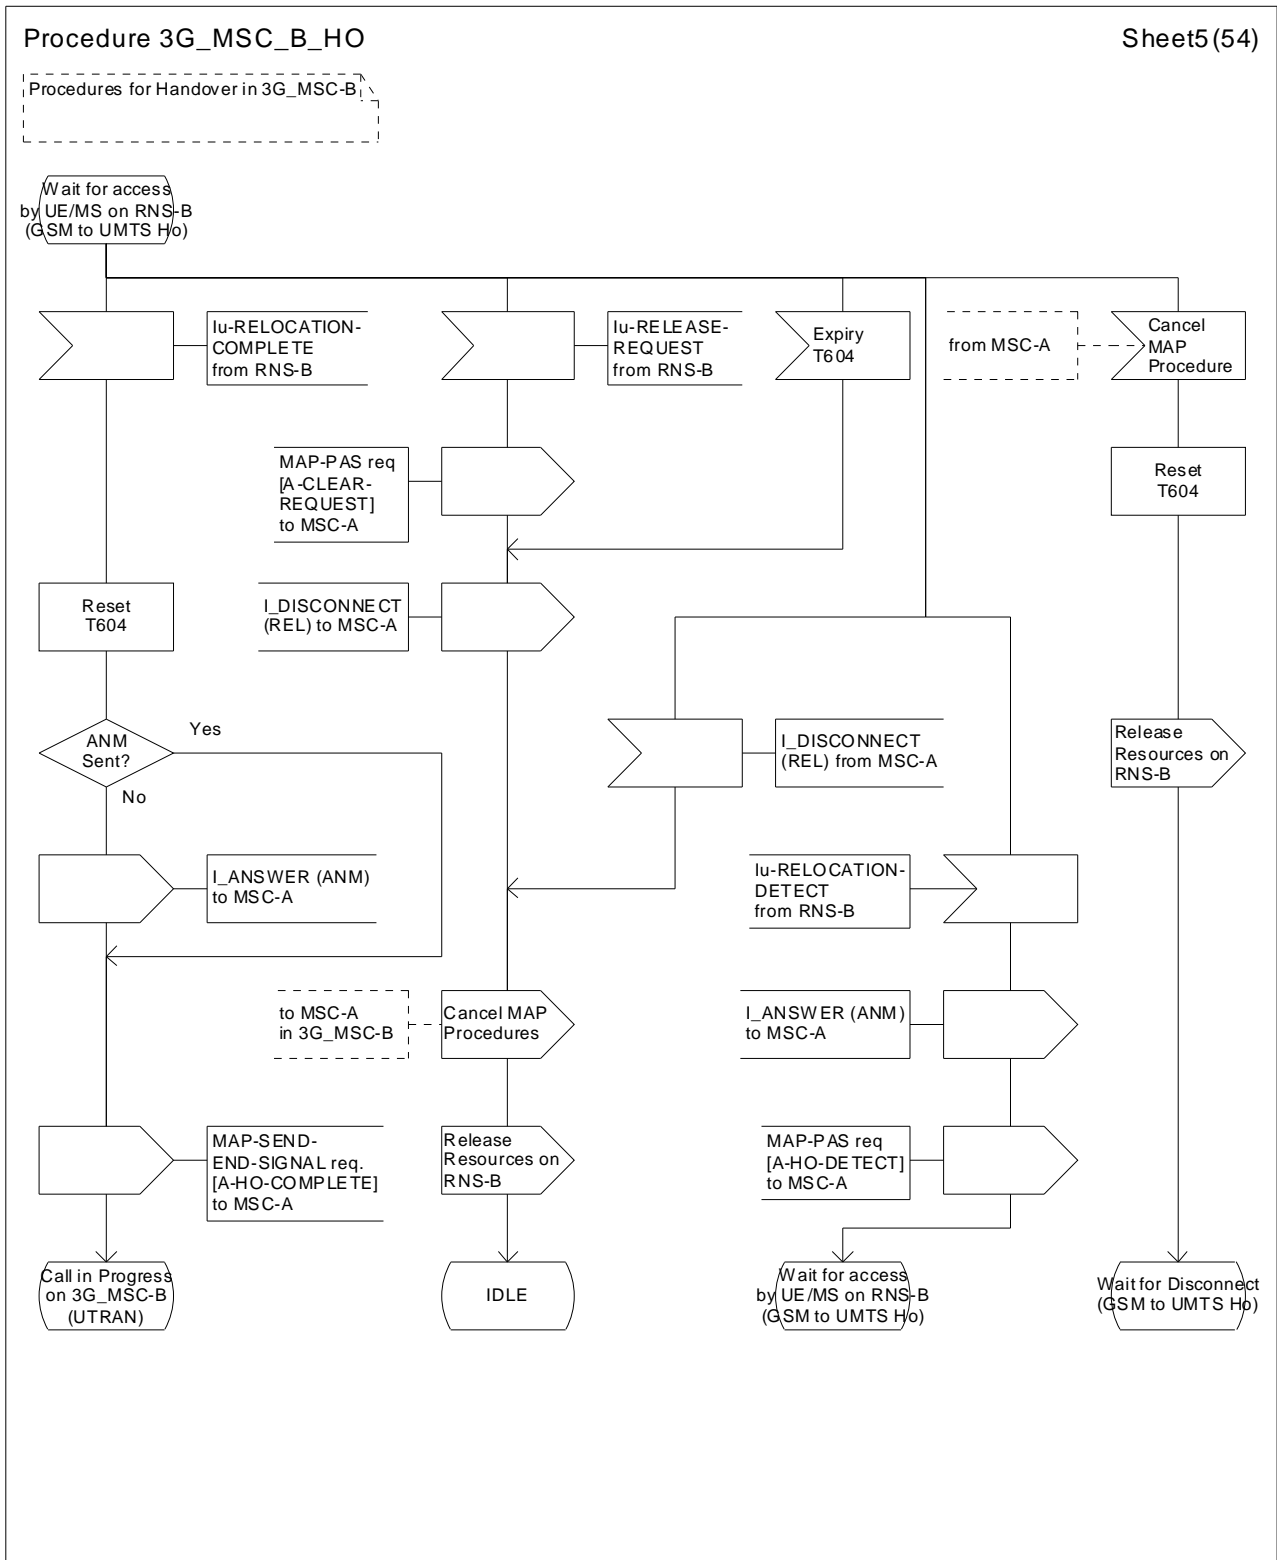 Procedure 3G_MSC_B_HO
Sheet5(54)
Procedures for Handover in 3G_MSC-B
Wait for access
by UE/MS on RNS-B
(GSM to UMTS Ho)
Iu-RELOCATION-
COMPLETE
from RNS-B
Iu-RELEASE-
REQUEST
from RNS-B
Expiry
T604
from MSC-A
Cancel
MAP
Procedure
MAP-PAS req
[A-CLEAR-
REQUEST]
to MSC-A
Reset
T604
Reset
T604
I_DISCONNECT
(REL) to MSC-A
ANM
Sent?
Yes
No
I_DISCONNECT
(REL) from MSC-A
Release
Resources on
RNS-B
I_ANSWER (ANM)
to MSC-A
Iu-RELOCATION-
DETECT
from RNS-B
to MSC-A
in 3G_MSC-B
Cancel MAP
Procedures
I_ANSWER (ANM)
to MSC-A
MAP-SEND-
END-SIGNAL req.
[A-HO-COMPLETE]
to MSC-A
Release
Resources on
RNS-B
MAP-PAS req
[A-HO-DETECT]
to MSC-A
Call in Progress
on 3G_MSC-B
(UTRAN)
IDLE
Wait for access
by UE/MS on RNS-B
(GSM to UMTS Ho)
Wait for Disconnect
(GSM to UMTS Ho)